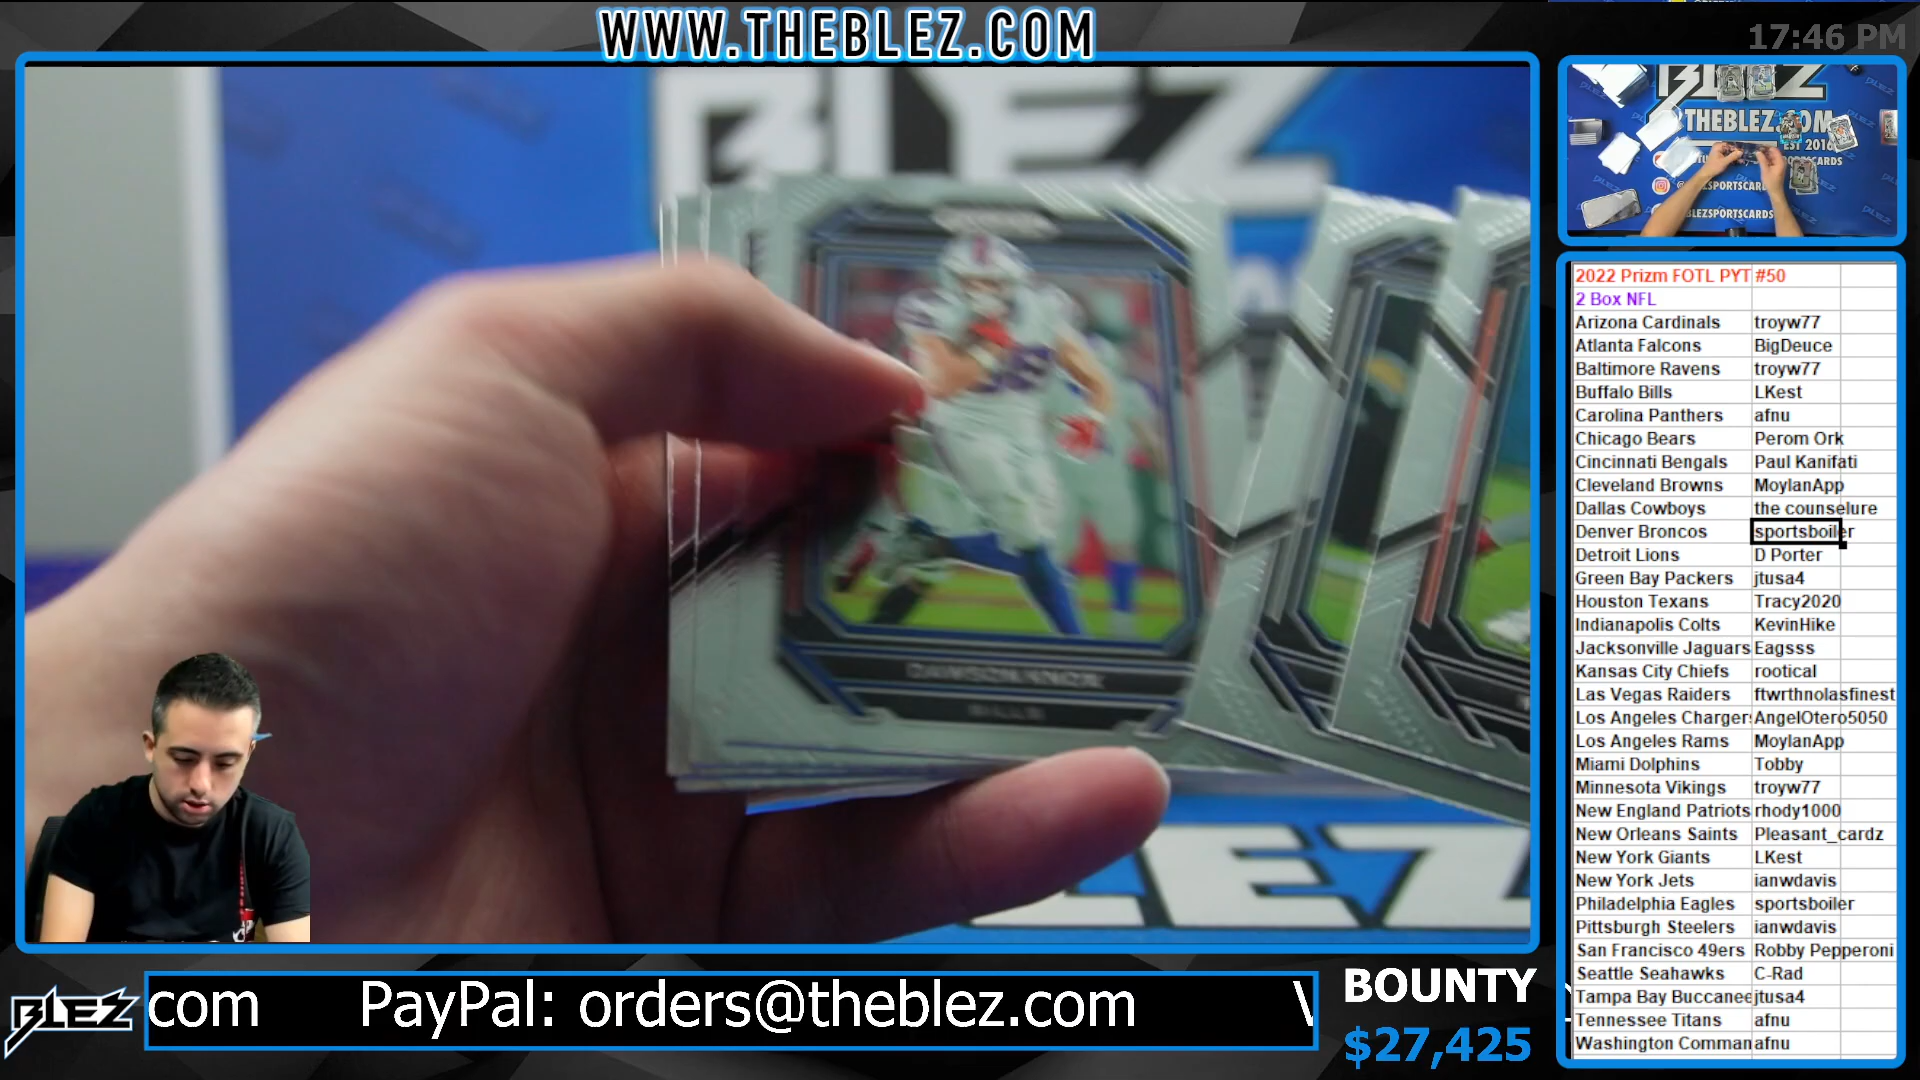 WWW.THEBLEZ.COM
17:46 PM
BLEZ
THEBLEZ.COM
EST 2016
BLEZSPORTSCARDS
2022 Prizm FOTL PYT #50
2 Box NFL
Arizona Cardinals troyw77
Atlanta Falcons BigDeuce
Baltimore Ravens troyw77
Buffalo Bills LKest
Carolina Panthers afnu
Chicago Bears Perom Ork
Cincinnati Bengals Paul Kanifati
Cleveland Browns MoylanApp
Dallas Cowboys the counselure
Denver Broncos sportsboiler
Detroit Lions D Porter
Green Bay Packers jtusa4
Houston Texans Tracy2020
Indianapolis Colts KevinHike
Jacksonville Jaguars Eagsss
Kansas City Chiefs rootical
Las Vegas Raiders ftwrthnolasfinest
Los Angeles Charger AngelOtero5050
Los Angeles Rams MoylanApp
Miami Dolphins Tobby
Minnesota Vikings troyw77
New England Patriots rhody1000
New Orleans Saints Pleasant_cardz
New York Giants LKest
New York Jets ianwdavis
Philadelphia Eagles sportsboiler
Pittsburgh Steelers ianwdavis
San Francisco 49ers Robby Pepperoni
Seattle Seahawks C-Rad
Tampa Bay Buccanee jtusa4
Tennessee Titans afnu
Washington Comman afnu
DAWSON KNOX
BILLS
BLEZ
com PayPal: orders@theblez.com
BOUNTY
$27,425